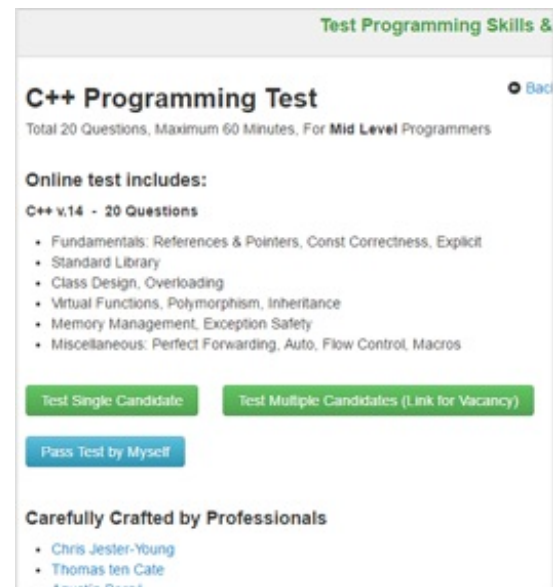 Test Programming Skills &
C++ Programming Test
Bac
Total 20 Questions, Maximum 60 Minutes, For Mid Level Programmers
Online test includes:
C++ v.14 - 20 Questions
Fundamentals: References & Pointers, Const Correctness, Explicit
Standard Library
Class Design, Overloading
Virtual Functions, Polymorphism, Inheritance
Memory Management, Exception Safety
Miscellaneous: Perfect Forwarding, Auto, Flow Control, Macros
Test Single Candidate
Test Multiple Candidates (Link for Vacancy)
Pass Test by Myself
Carefully Crafted by Professionals
Chris Jester-Young
Thomas ten Cate